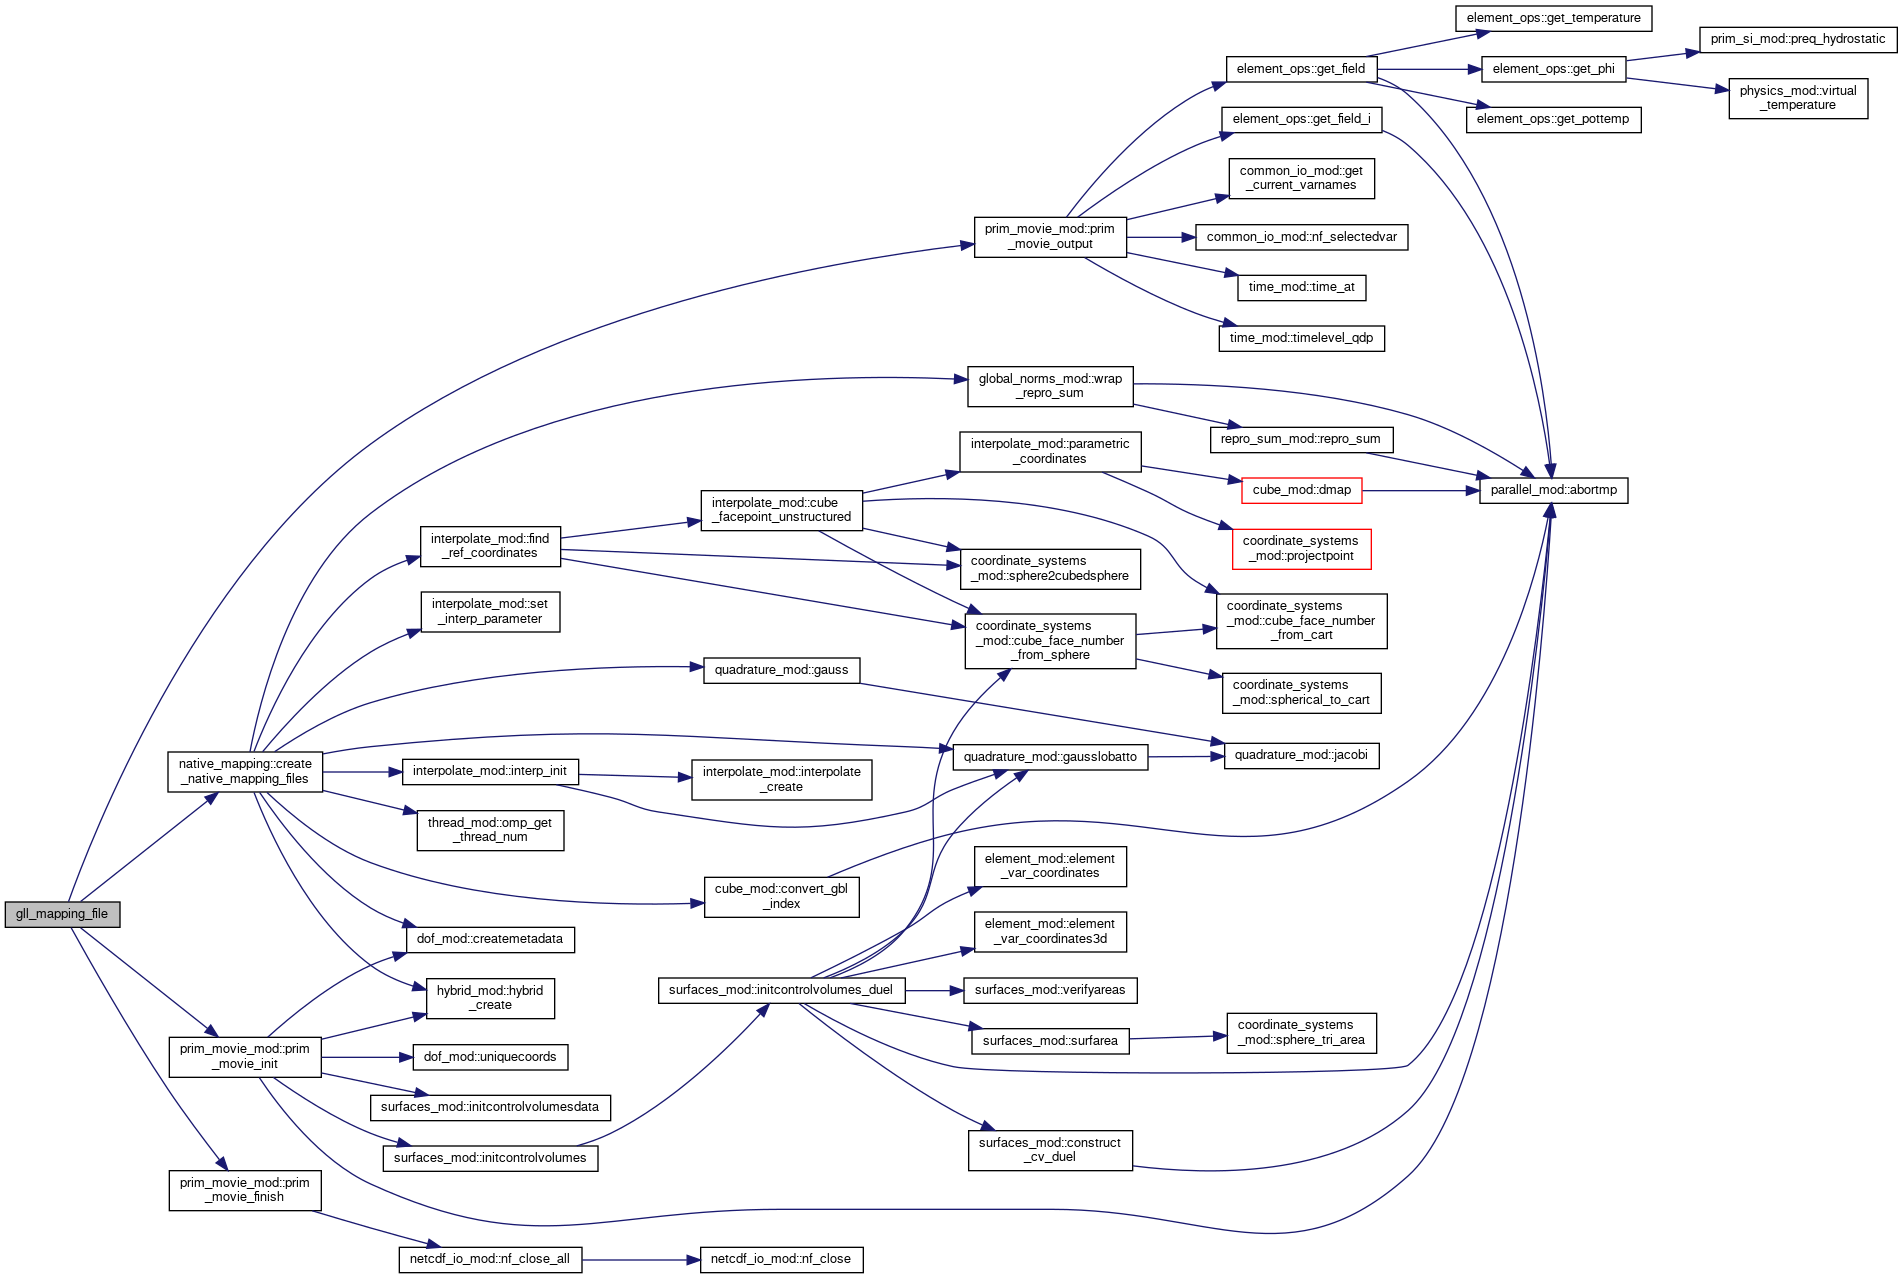 element_ops::get_temperature
prim_si_mod::preq_hydrostatic
element_ops::get_field
element_ops::get_phi
physics_mod::virtual
_temperature
element_ops::get_field_i
element_ops::get_pottemp
common_io_mod::get
_current_varnames
prim_movie_mod::prim
_movie_output
common_io_mod::nf_selectedvar
time_mod::time_at
time_mod::timelevel_qdp
global_norms_mod::wrap
_repro_sum
repro_sum_mod::repro_sum
interpolate_mod::parametric
_coordinates
cube_mod::dmap
parallel_mod::abortmp
interpolate_mod::cube
_facepoint_unstructured
interpolate_mod::find
_ref_coordinates
coordinate_systems
_mod::projectpoint
coordinate_systems
_mod::sphere2cubedsphere
interpolate_mod::set
_interp_parameter
coordinate_systems
_mod::cube_face_number
_from_sphere
coordinate_systems
_mod::cube_face_number
_from_cart
quadrature_mod::gauss
coordinate_systems
_mod::spherical_to_cart
native_mapping::create
_native_mapping_files
interpolate_mod::interp_init
interpolate_mod::interpolate
_create
quadrature_mod::gausslobatto
quadrature_mod::jacobi
thread_mod::omp_get
_thread_num
element_mod::element
_var_coordinates
cube_mod::convert_gbl
_index
gll_mapping_file
dof_mod::createmetadata
element_mod::element
_var_coordinates3d
hybrid_mod::hybrid
_create
surfaces_mod::initcontrolvolumes_duel
surfaces_mod::verifyareas
prim_movie_mod::prim
_movie_init
dof_mod::uniquecoords
surfaces_mod::surfarea
coordinate_systems
_mod::sphere_tri_area
surfaces_mod::initcontrolvolumesdata
surfaces_mod::initcontrolvolumes
surfaces_mod::construct
_cv_duel
prim_movie_mod::prim
_movie_finish
netcdf_io_mod::nf_close_all
netcdf_io_mod::nf_close